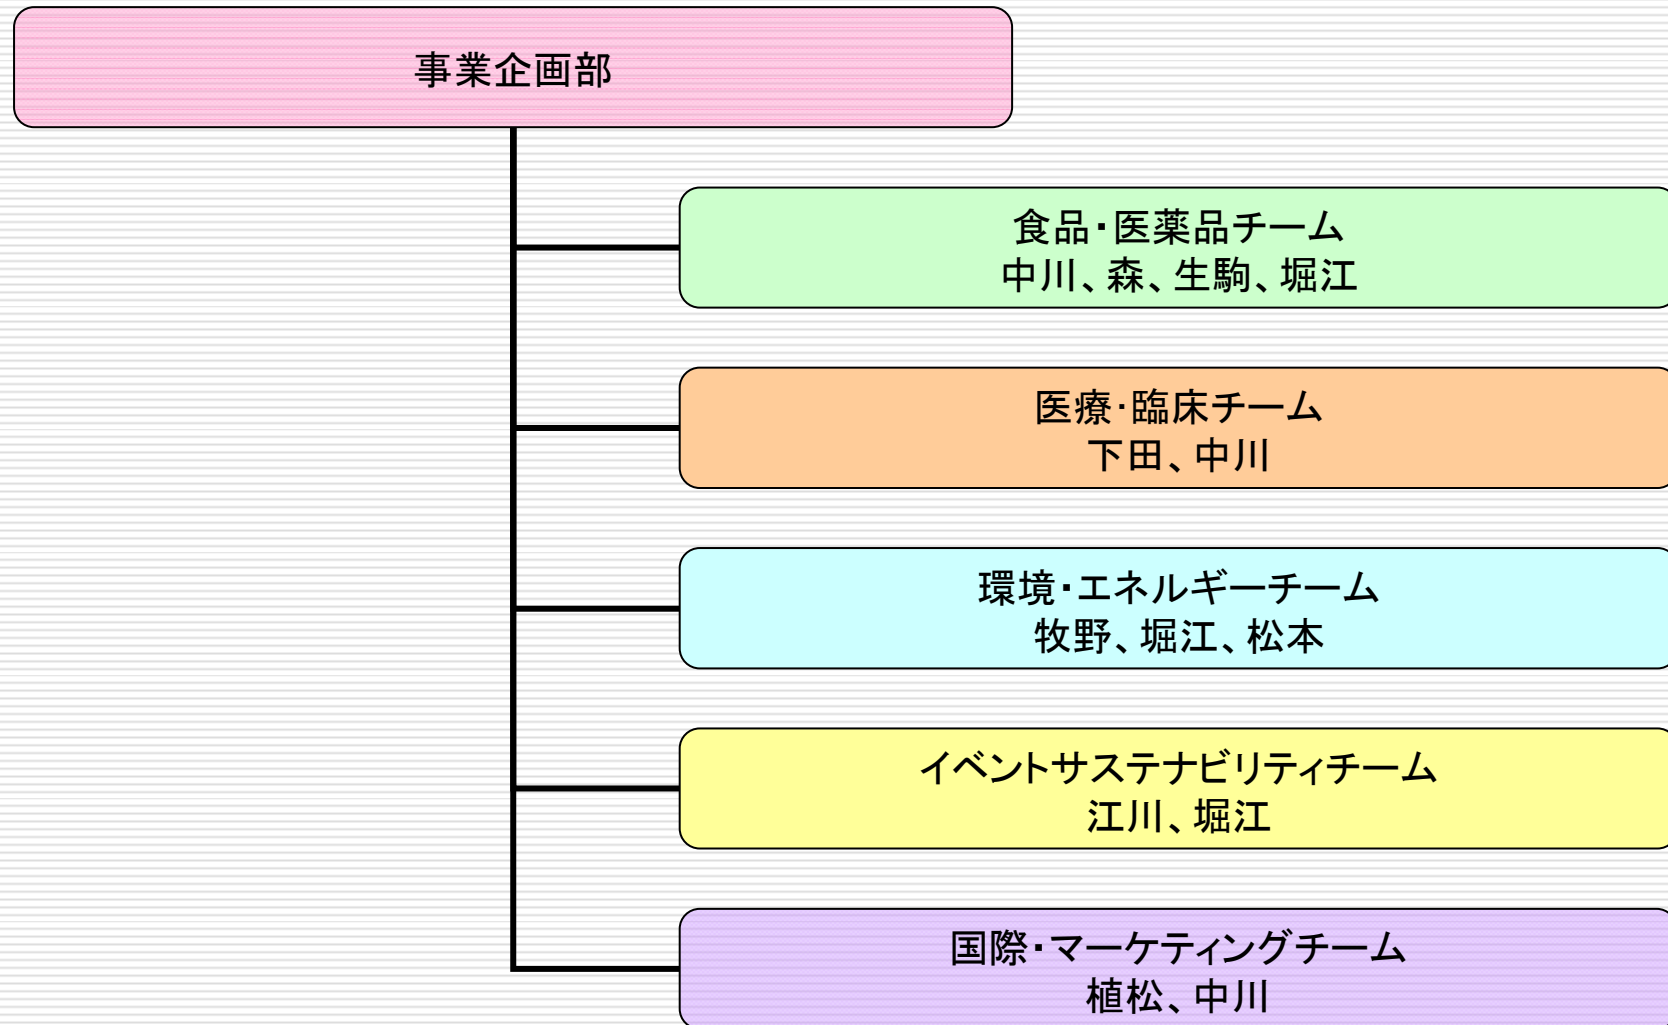 事業企画部
食品・医薬品チーム
中川、森、生駒、堀江
医療・臨床チーム
下田、中川
環境・エネルギーチーム
牧野、堀江、松本
イベントサステナビリティチーム
江川、堀江
国際・マーケティングチーム
植松、中川